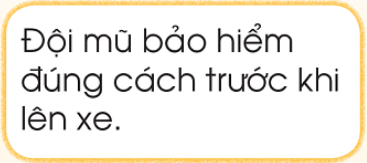 Đội mũ bảo hiểm
đúng cách trước khi
lên xe.